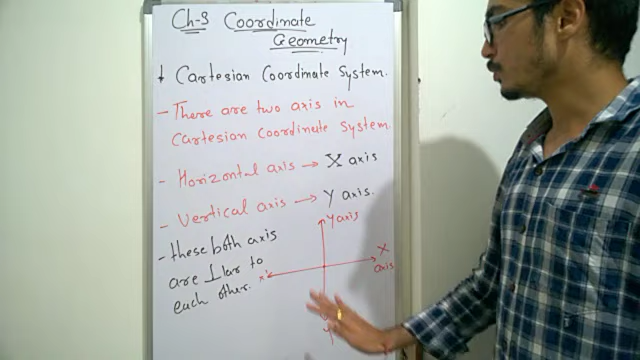 Ch-3 Coordinate
Geometry
Cartesian Coordinate System.
- There are two axis in
Cartesian Coordinate System.
- Horizontal axis → X axis
- Vertical axis → Y axis.
- these both axis
are ⊥lar to
each other.
Y axis
X
axis
x'